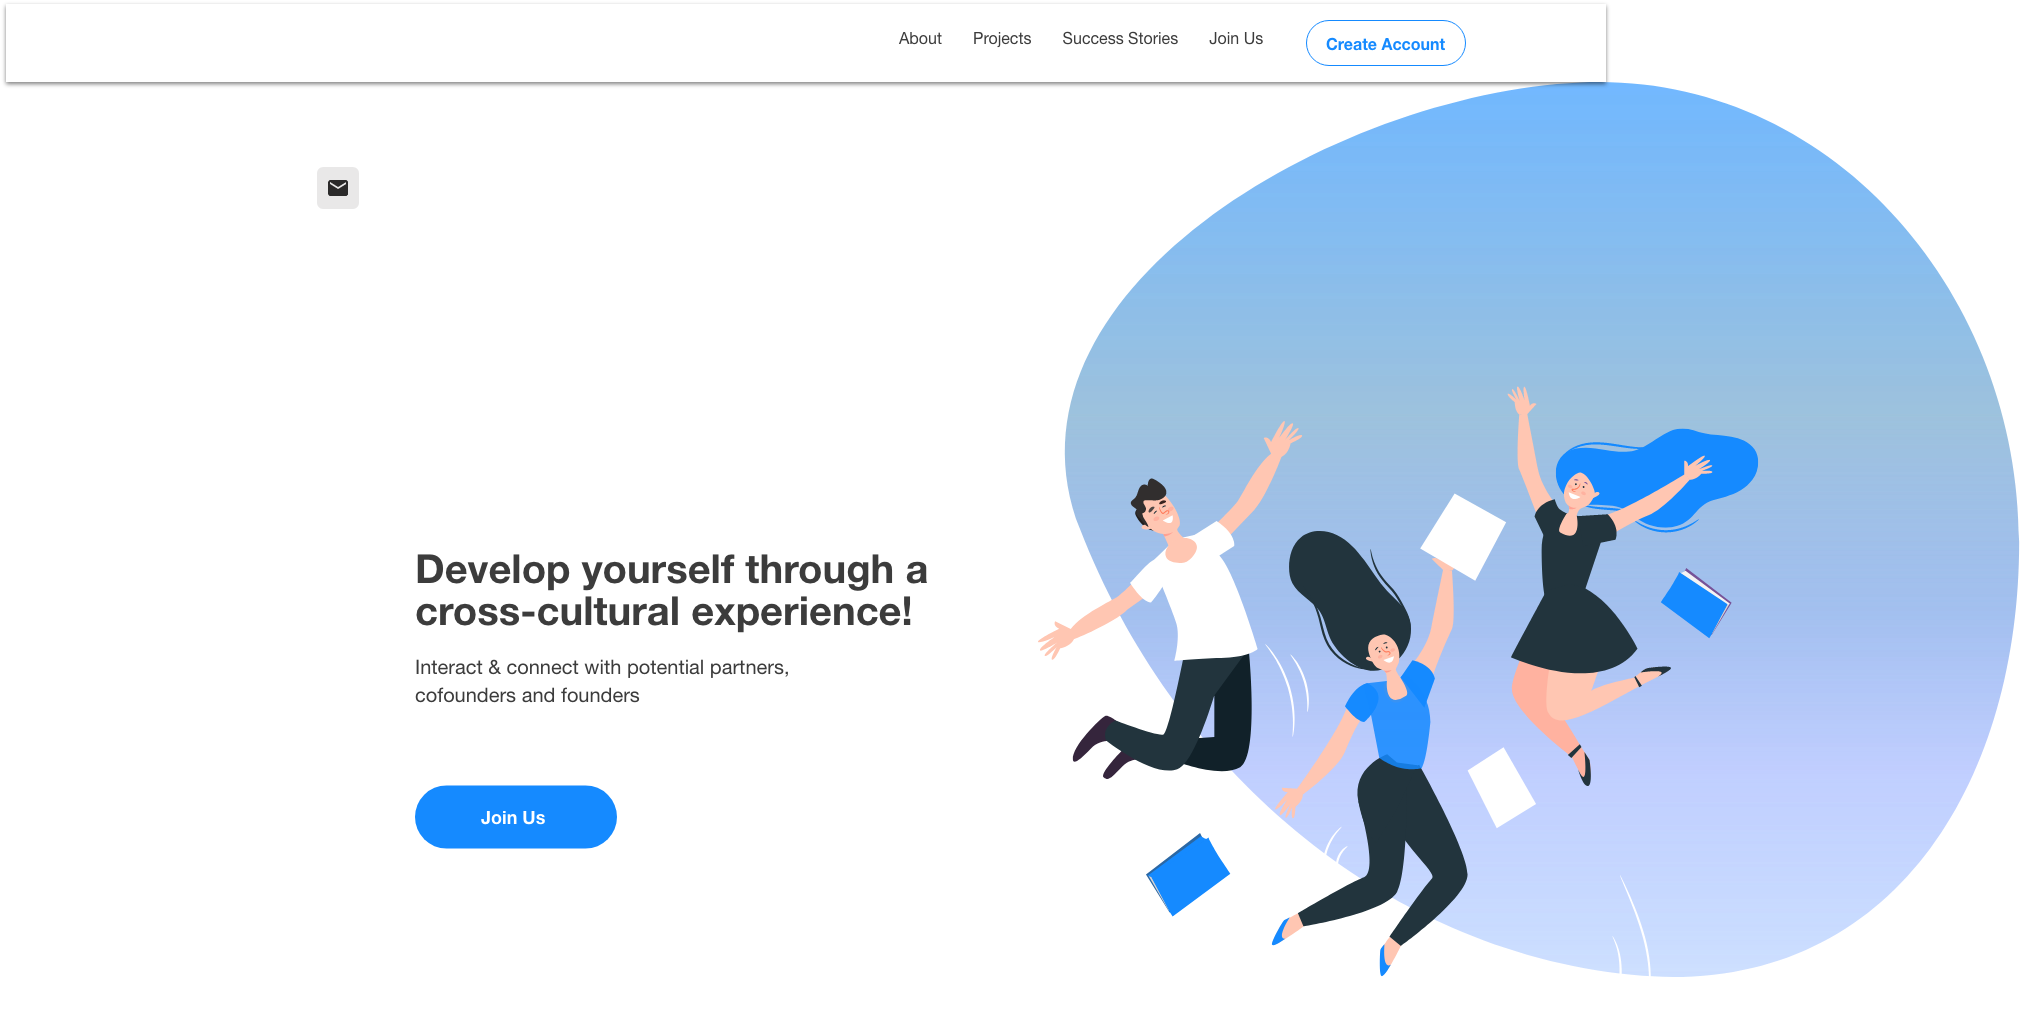 About Projects Success Stories Join Us Create Account
Develop yourself through a
cross-cultural experience!
Interact & connect with potential partners,
cofounders and founders
Join Us